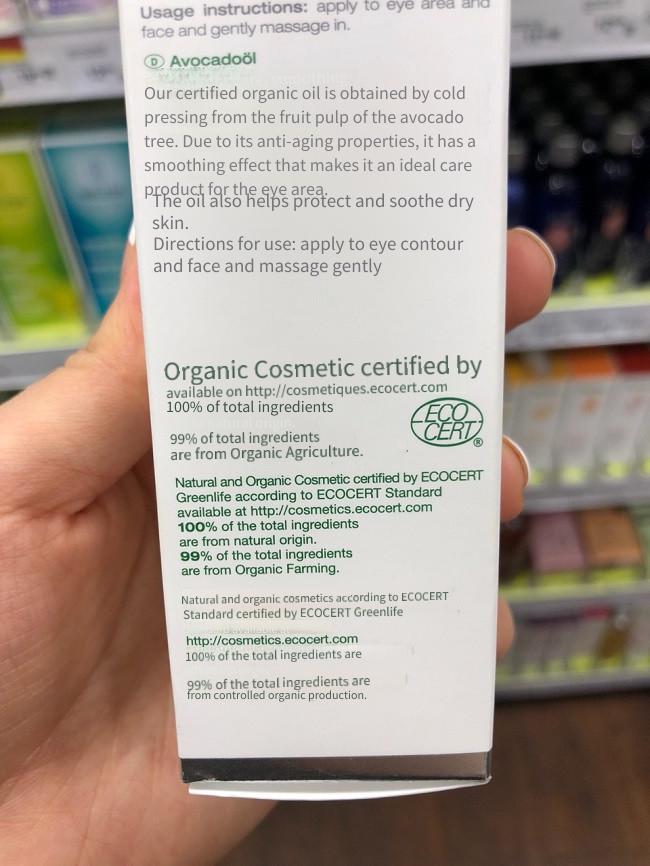 Usage instructions: apply to eye area and
face and gently massage in.
D Avocadoöl
Our certified organic oil is obtained by cold
pressing from the fruit pulp of the avocado
tree. Due to its anti-aging properties, it has a
smoothing effect that makes it an ideal care
product for the eye area.
The oil also helps protect and soothe dry
skin.
Directions for use: apply to eye contour
and face and massage gently
Organic Cosmetic certified by
available on http://cosmetiques.ecocert.com
100% of total ingredients
ECO
CERT®
99% of total ingredients
are from Organic Agriculture.
Natural and Organic Cosmetic certified by ECOCERT
Greenlife according to ECOCERT Standard
available at http://cosmetics.ecocert.com
100% of the total ingredients
are from natural origin.
99% of the total ingredients
are from Organic Farming.
Natural and organic cosmetics according to ECOCERT
Standard certified by ECOCERT Greenlife
http://cosmetics.ecocert.com
100% of the total ingredients are
99% of the total ingredients are
from controlled organic production.